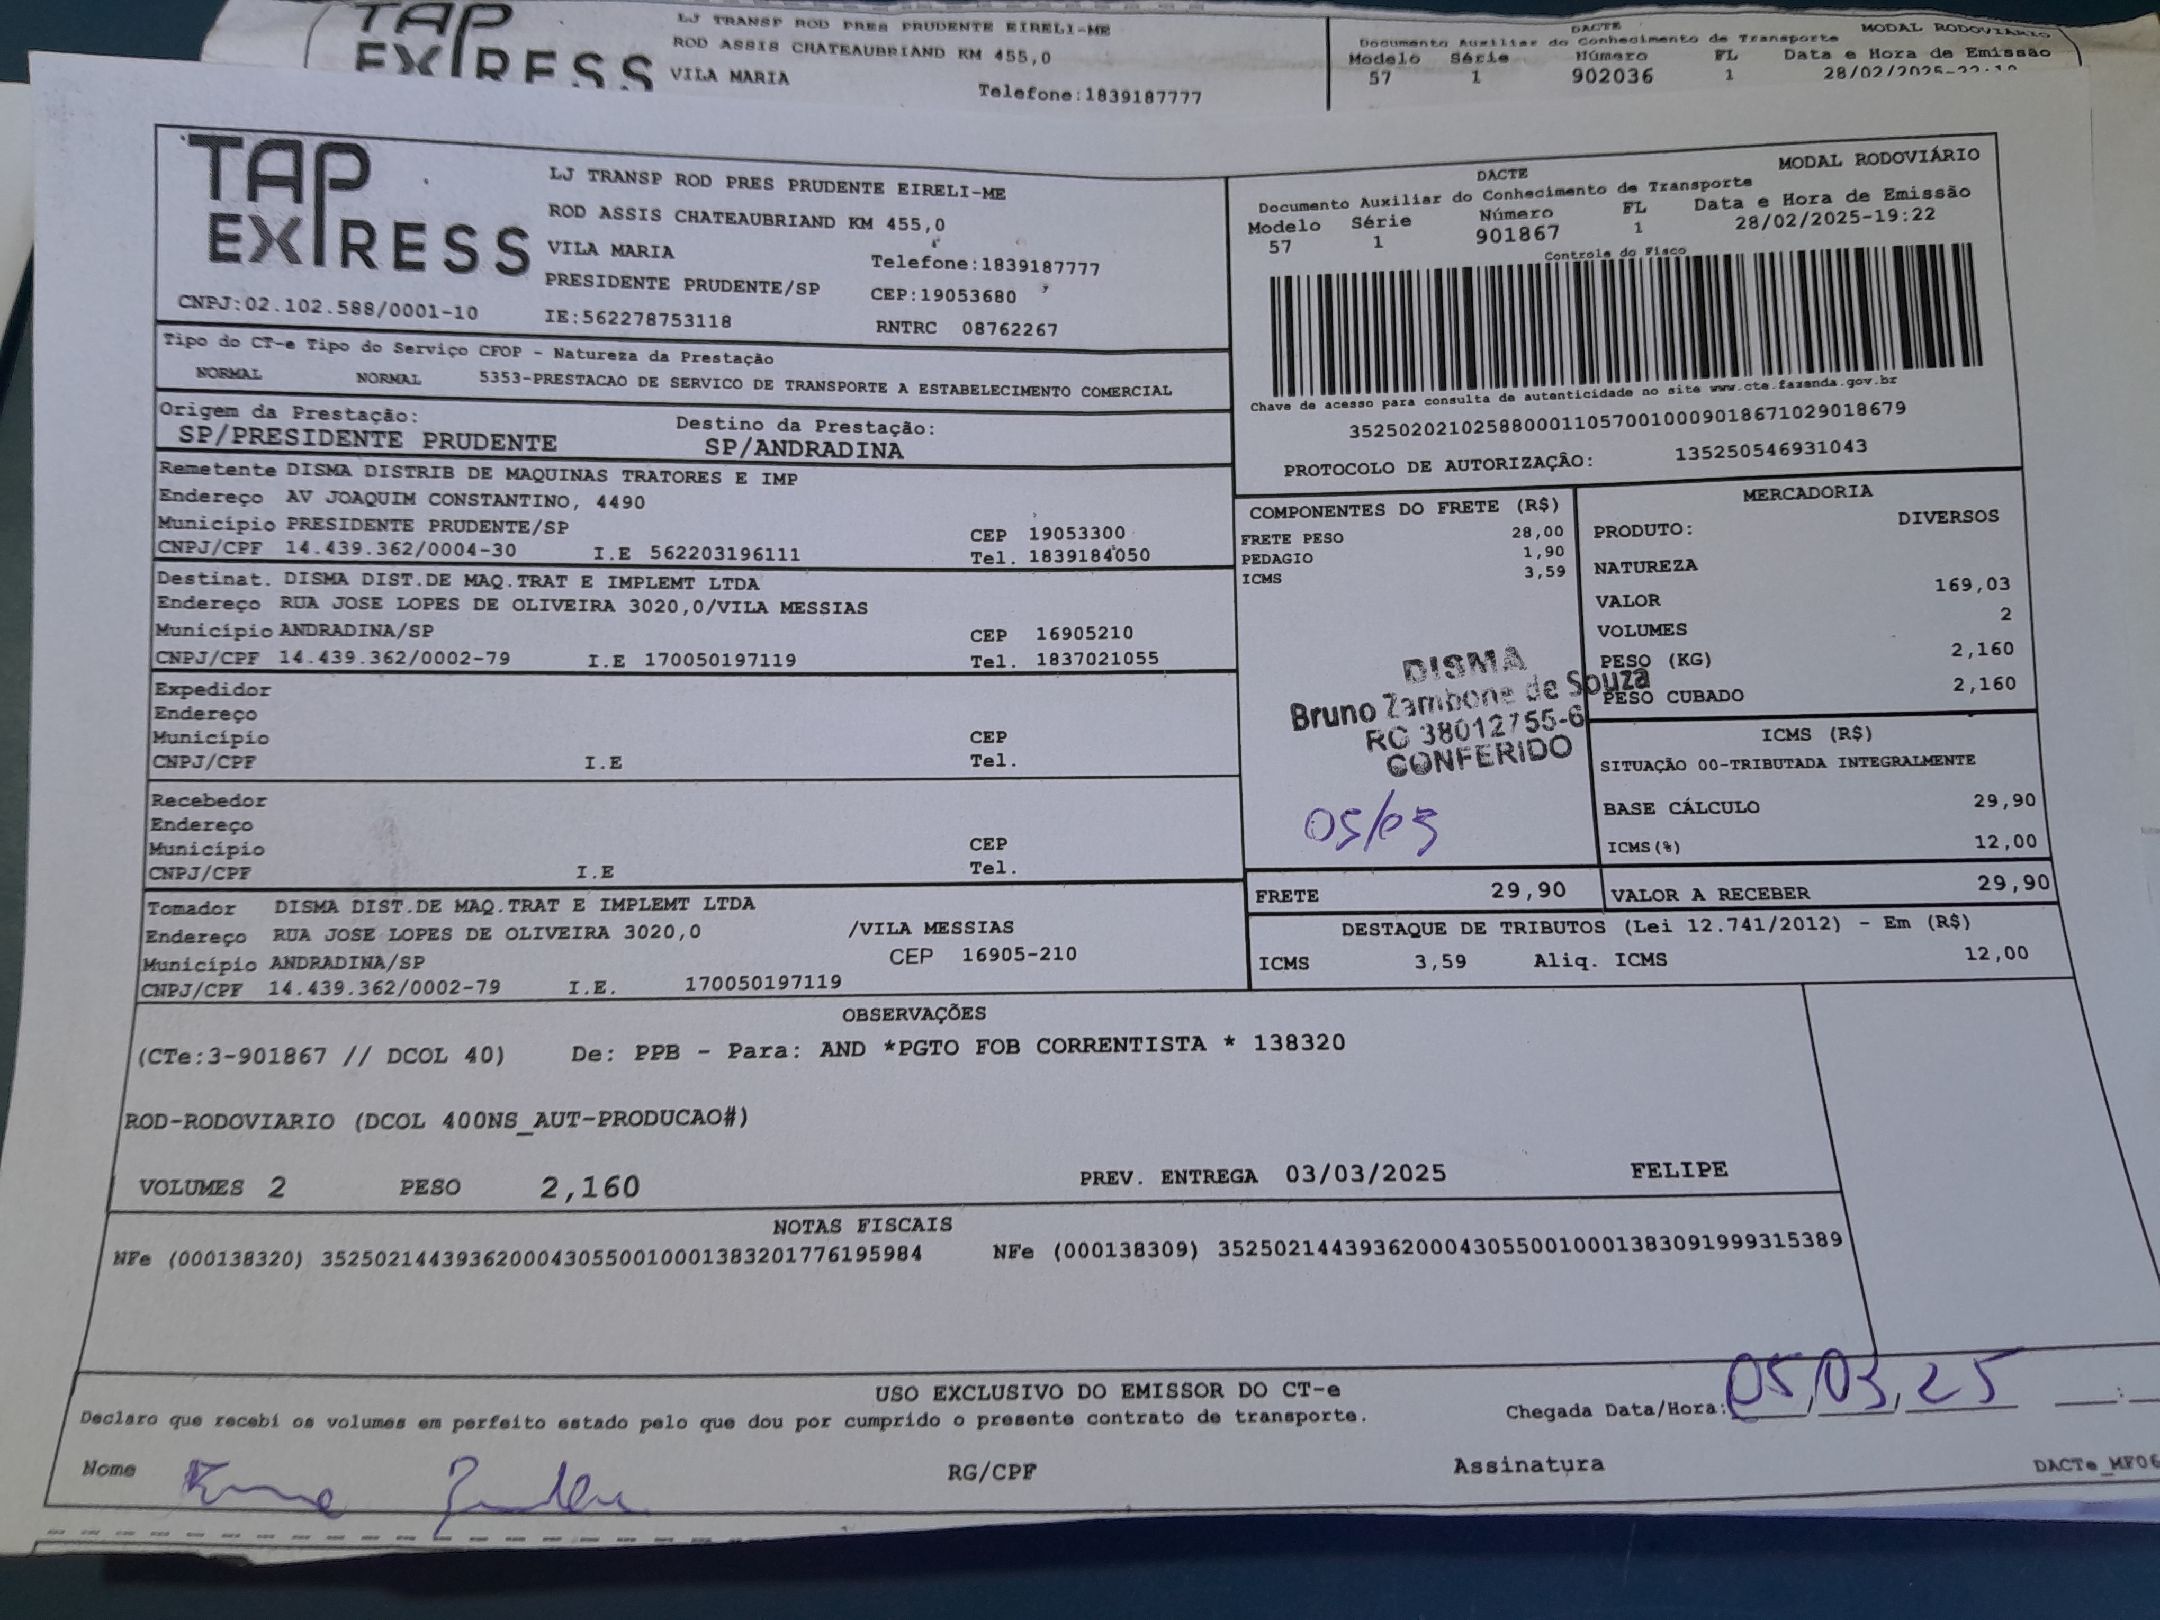 TAP
EXPRESS
LJ TRANSP ROD PRES PRUDENTE EIRELI-ME
ROD ASSIS CHATEAUBRIAND KM 455,0
VILA MARIA
Telefone:1839187777
DACTE
MODAL RODOVIÁRIO
Documento Auxiliar do Conhecimento de Transporte
Modelo Série Número FL Data e Hora de Emissão
57 1 902036 1 28/02/2025
TAP
EXPRESS
LJ TRANSP ROD PRES PRUDENTE EIRELI-ME
ROD ASSIS CHATEAUBRIAND KM 455,0
VILA MARIA
Telefone:1839187777
PRESIDENTE PRUDENTE/SP
CEP:19053680
CNPJ:02.102.588/0001-10
IE:562278753118
RNTRC 08762267
DACTE
MODAL RODOVIÁRIO
Documento Auxiliar do Conhecimento de Transporte
Modelo Série Número FL Data e Hora de Emissão
57 1 901867 1 28/02/2025-19:22
Controle do Fisco
Chave de acesso para consulta de autenticidade no site www.cte.fazenda.gov.br
35250202102588000110570010009018671029018679
PROTOCOLO DE AUTORIZAÇÃO: 135250546931043
Tipo do CT-e Tipo do Serviço CFOP - Natureza da Prestação
NORMAL NORMAL 5353-PRESTACAO DE SERVICO DE TRANSPORTE A ESTABELECIMENTO COMERCIAL
Origem da Prestação: Destino da Prestação:
SP/PRESIDENTE PRUDENTE SP/ANDRADINA
Remetente DISMA DISTRIB DE MAQUINAS TRATORES E IMP
Endereço AV JOAQUIM CONSTANTINO, 4490
Município PRESIDENTE PRUDENTE/SP CEP 19053300
CNPJ/CPF 14.439.362/0004-30 I.E 562203196111 Tel. 1839184050
Destinat. DISMA DIST.DE MAQ.TRAT E IMPLEMT LTDA
Endereço RUA JOSE LOPES DE OLIVEIRA 3020,0/VILA MESSIAS
Município ANDRADINA/SP CEP 16905210
CNPJ/CPF 14.439.362/0002-79 I.E 170050197119 Tel. 1837021055
Expedidor
Endereço
Município CEP
CNPJ/CPF I.E Tel.
Recebedor
Endereço
Município CEP
CNPJ/CPF I.E Tel.
Tomador DISMA DIST.DE MAQ.TRAT E IMPLEMT LTDA
Endereço RUA JOSE LOPES DE OLIVEIRA 3020,0 /VILA MESSIAS
Município ANDRADINA/SP CEP 16905-210
CNPJ/CPF 14.439.362/0002-79 I.E. 170050197119
COMPONENTES DO FRETE (R$)
FRETE PESO 28,00
PEDAGIO 1,90
ICMS 3,59
DISMA
Bruno Zambone de Souza
RG 38012755-6
CONFERIDO
05/03
FRETE 29,90
MERCADORIA
PRODUTO: DIVERSOS
NATUREZA
VALOR 169,03
VOLUMES 2
PESO (KG) 2,160
PESO CUBADO 2,160
ICMS (R$)
SITUAÇÃO 00-TRIBUTADA INTEGRALMENTE
BASE CÁLCULO 29,90
ICMS(%) 12,00
VALOR A RECEBER 29,90
DESTAQUE DE TRIBUTOS (Lei 12.741/2012) - Em (R$)
ICMS 3,59 Aliq. ICMS 12,00
OBSERVAÇÕES
(CTe:3-901867 // DCOL 40) De: PPB - Para: AND *PGTO FOB CORRENTISTA * 138320
ROD-RODOVIARIO (DCOL 400NS_AUT-PRODUCAO#)
VOLUMES 2 PESO 2,160 PREV. ENTREGA 03/03/2025 FELIPE
NOTAS FISCAIS
NFe (000138320) 35250214439362000430550010001383201776195984 NFe (000138309) 35250214439362000430550010001383091999315389
USO EXCLUSIVO DO EMISSOR DO CT-e
Declaro que recebi os volumes em perfeito estado pelo que dou por cumprido o presente contrato de transporte.
Chegada Data/Hora: 05/03/25
Nome RG/CPF Assinatura
DACTe_MF06